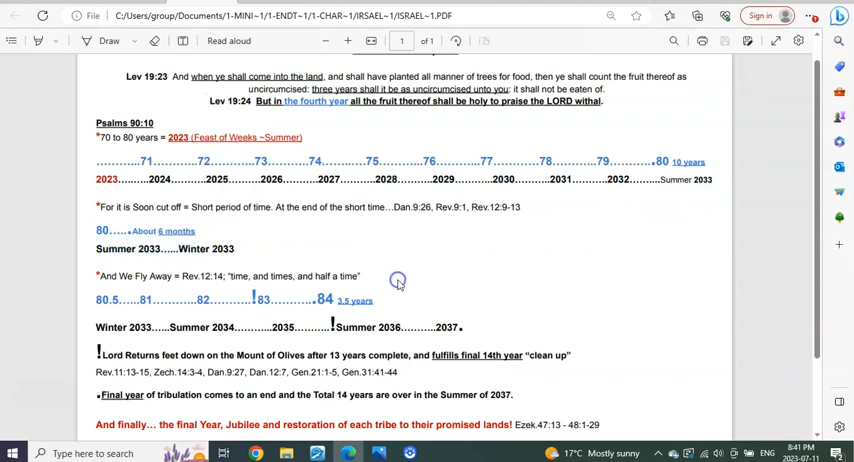 File
C:/Users/group/Documents/1-MINI~1/1-ENDT~1/1-CHAR~1/IRSAEL~1/ISRAEL~1.PDF
Sign in
Draw
Read aloud
1
of 1
Lev 19:23 And when ye shall come into the land, and shall have planted all manner of trees for food, then ye shall count the fruit thereof as
uncircumcised: three years shall it be as uncircumcised unto you: it shall not be eaten of.
Lev 19:24 But in the fourth year all the fruit thereof shall be holy to praise the LORD withal.
Psalms 90:10
*70 to 80 years = 2023 (Feast of Weeks ~Summer)
………...71………...72………...73………...74………...75………...76………...77………...78………...79………...80 10 years
2023…....2024………2025………2026………2027………2028………2029………2030………2031………2032……...Summer 2033
*For it is Soon cut off = Short period of time. At the end of the short time…Dan.9:26, Rev.9:1, Rev.12:9-13
80…...About 6 months
Summer 2033…...Winter 2033
*And We Fly Away = Rev.12:14; “time, and times, and half a time”
80.5…...81………...82………...!83………...84 3.5 years
Winter 2033…...Summer 2034………...2035………..!Summer 2036………..2037.
!Lord Returns feet down on the Mount of Olives after 13 years complete, and fulfills final 14th year “clean up”
Rev.11:13-15, Zech.14:3-4, Dan.9:27, Dan.12:7, Gen.21:1-5, Gen.31:41-44
.Final year of tribulation comes to an end and the Total 14 years are over in the Summer of 2037.
And finally… the final Year, Jubilee and restoration of each tribe to their promised lands! Ezek.47:13 - 48:1-29
Type here to search
17°C Mostly sunny
ENG
8:41 PM
2023-07-11